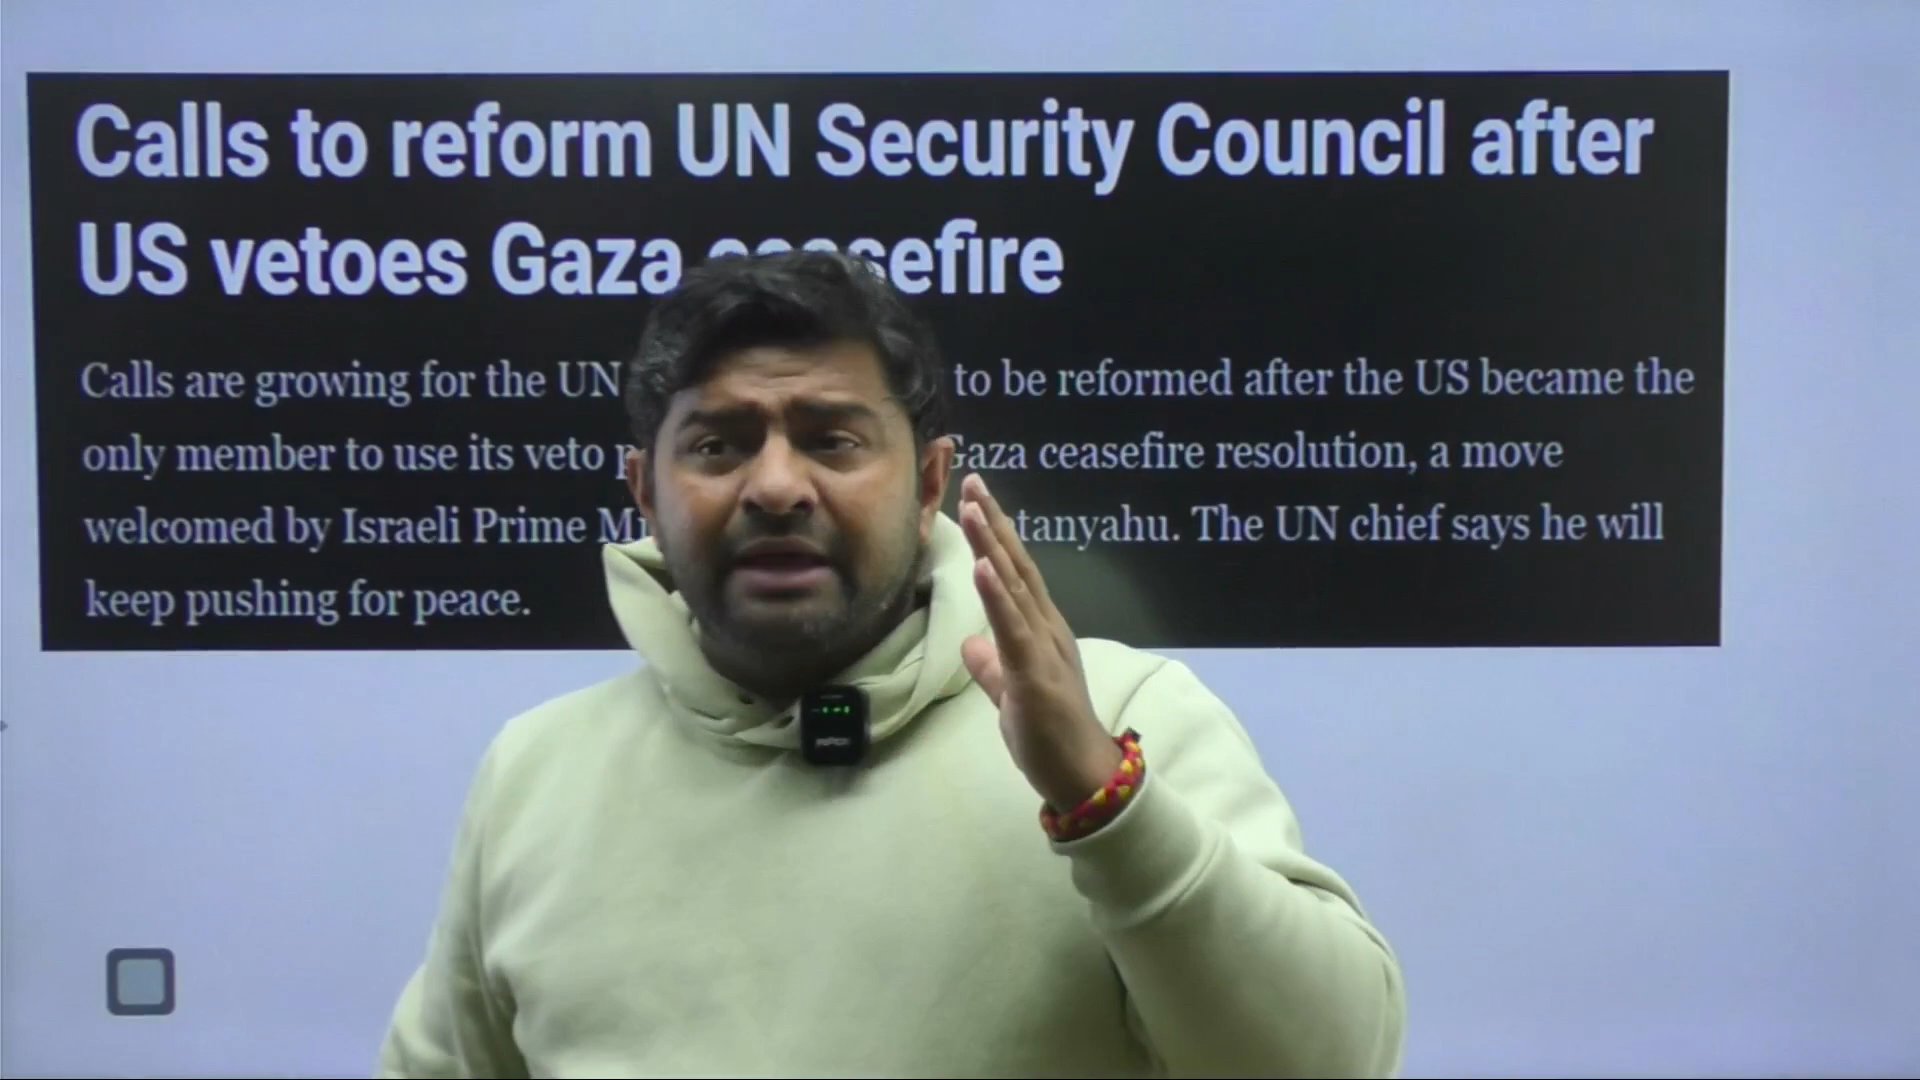 Calls to reform UN Security Council after
US vetoes Gaza ceasefire
Calls are growing for the UN to be reformed after the US became the
only member to use its veto Gaza ceasefire resolution, a move
welcomed by Israeli Prime The UN chief says he will
keep pushing for peace.